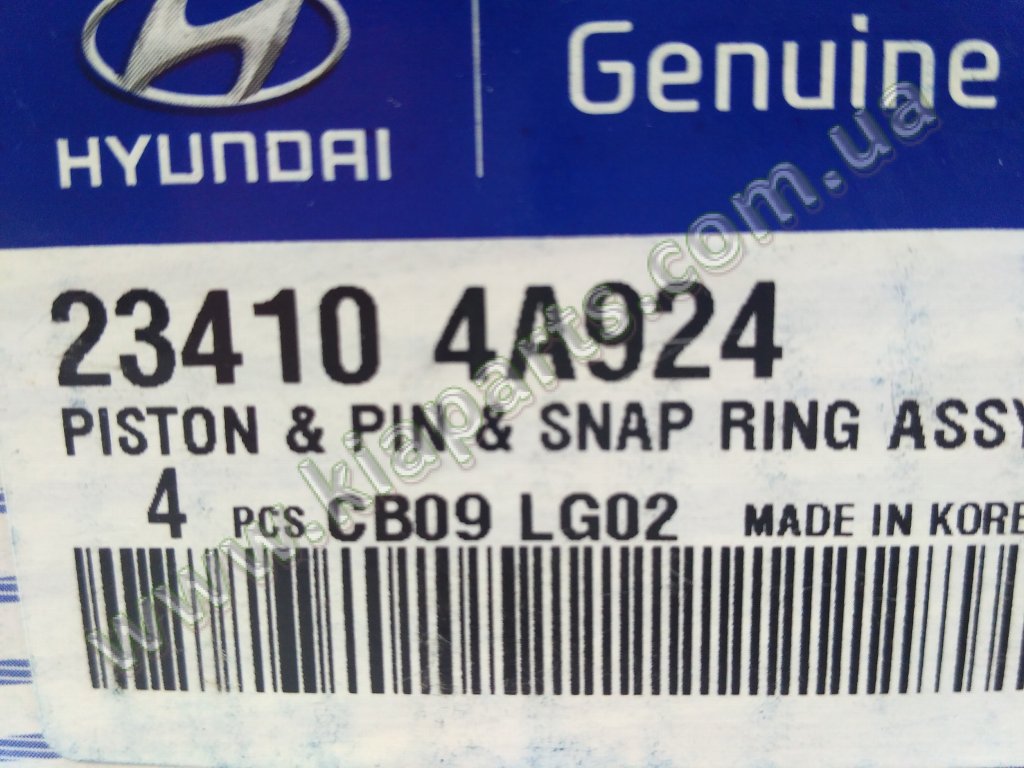 HYUNDAI
Genuine
23410 4A924
PISTON & PIN & SNAP RING ASSY
4 PCS CB09 LG02 MADE IN KORE
www.kiaparts.com.ua